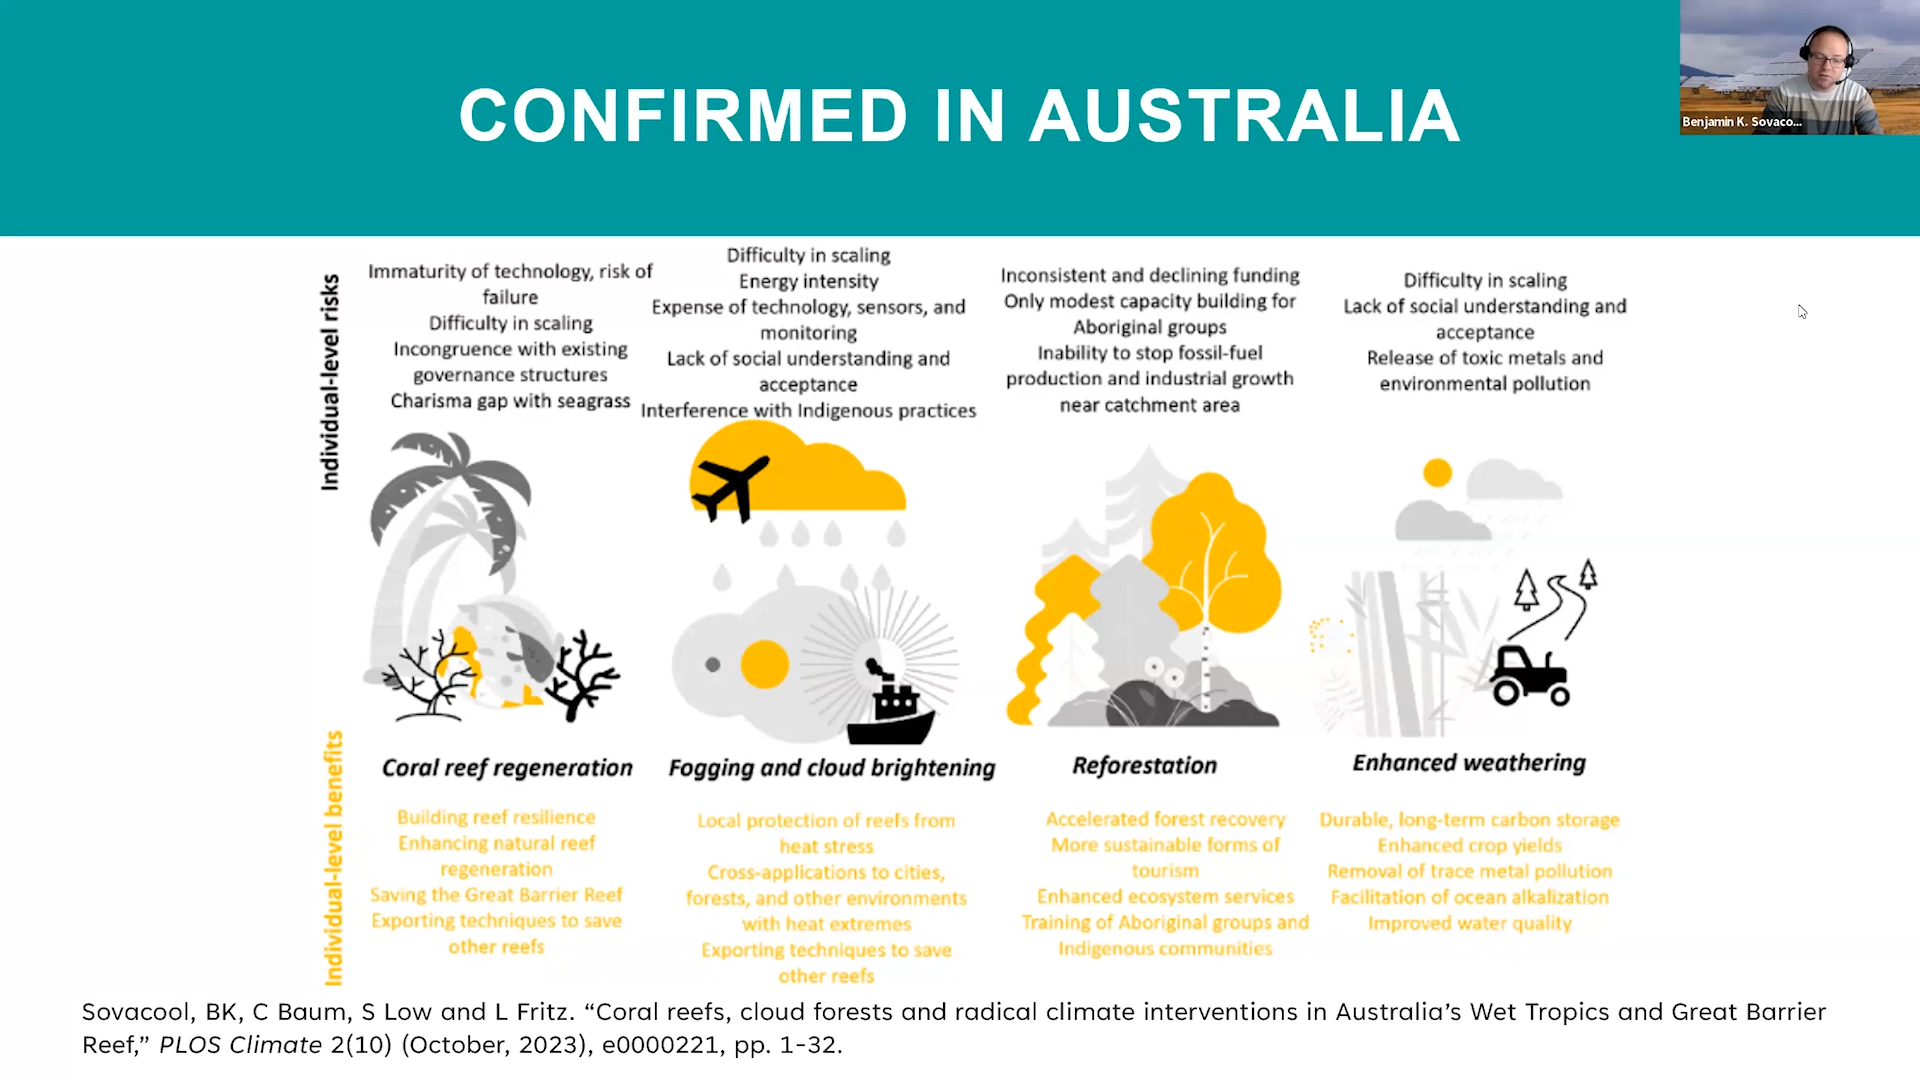 CONFIRMED IN AUSTRALIA
Benjamin K. Sovaco...
Individual-level risks
Immaturity of technology, risk of
failure
Difficulty in scaling
Incongruence with existing
governance structures
Charisma gap with seagrass
Difficulty in scaling
Energy intensity
Expense of technology, sensors, and
monitoring
Lack of social understanding and
acceptance
Interference with Indigenous practices
Inconsistent and declining funding
Only modest capacity building for
Aboriginal groups
Inability to stop fossil-fuel
production and industrial growth
near catchment area
Difficulty in scaling
Lack of social understanding and
acceptance
Release of toxic metals and
environmental pollution
Coral reef regeneration
Fogging and cloud brightening
Reforestation
Enhanced weathering
Individual-level benefits
Building reef resilience
Enhancing natural reef
regeneration
Saving the Great Barrier Reef
Exporting techniques to save
other reefs
Local protection of reefs from
heat stress
Cross-applications to cities,
forests, and other environments
with heat extremes
Exporting techniques to save
other reefs
Accelerated forest recovery
More sustainable forms of
tourism
Enhanced ecosystem services
Training of Aboriginal groups and
Indigenous communities
Durable, long-term carbon storage
Enhanced crop yields
Removal of trace metal pollution
Facilitation of ocean alkalization
Improved water quality
Sovacool, BK, C Baum, S Low and L Fritz. “Coral reefs, cloud forests and radical climate interventions in Australia’s Wet Tropics and Great Barrier
Reef,” PLOS Climate 2(10) (October, 2023), e0000221, pp. 1-32.